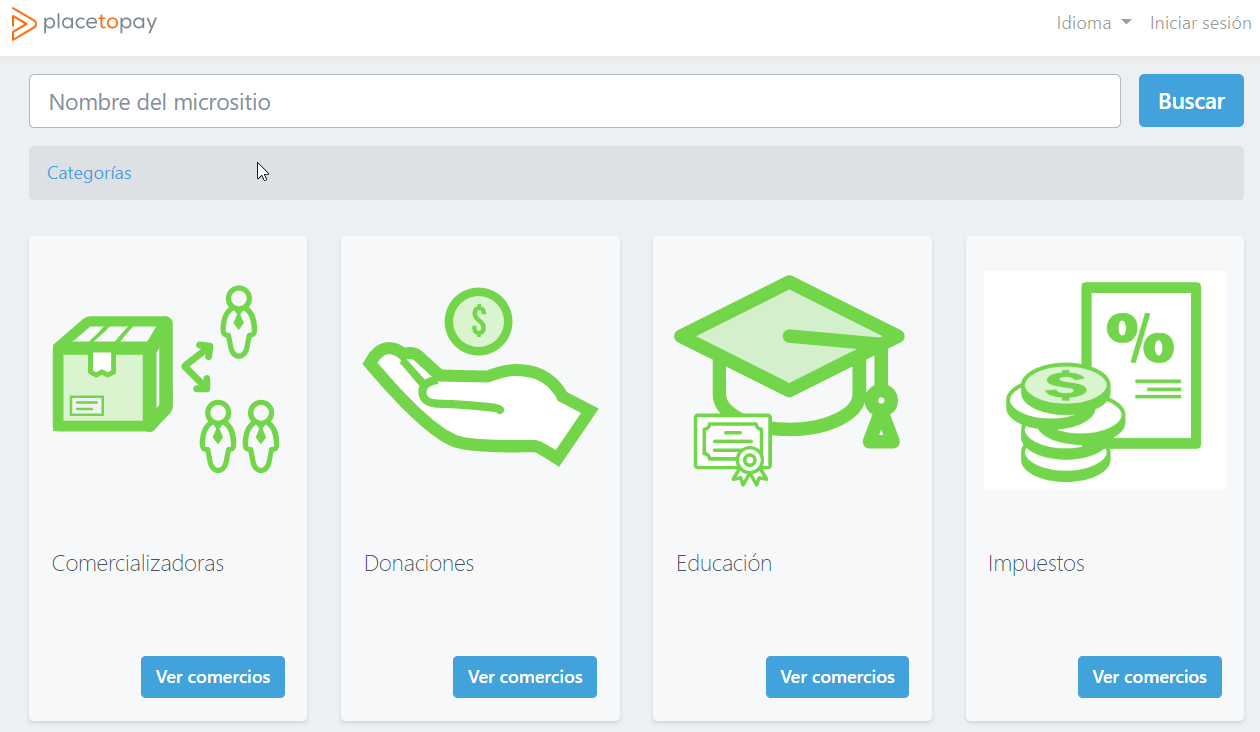 placetopay
Idioma
Iniciar sesión
Nombre del micrositio
Buscar
Categorías
$
%
$
Comercializadoras
Donaciones
Educación
Impuestos
Ver comercios
Ver comercios
Ver comercios
Ver comercios